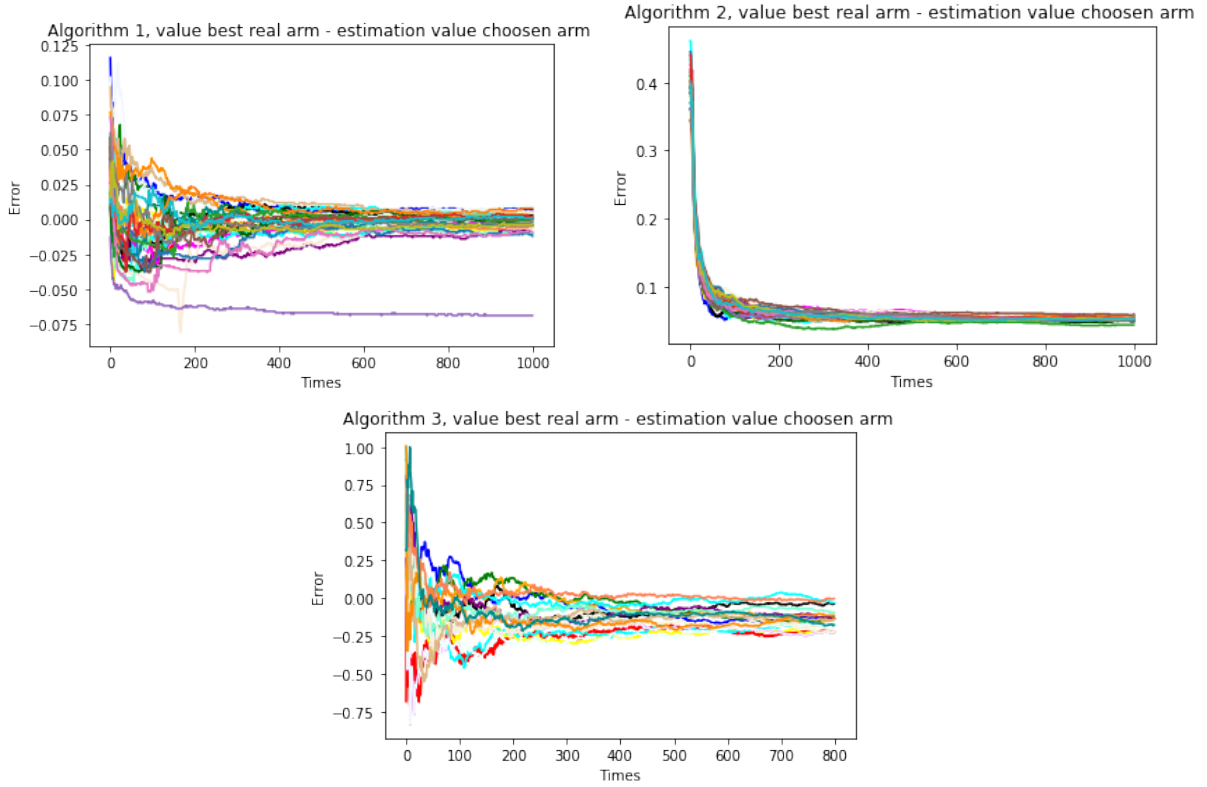 Algorithm 1, value best real arm - estimation value choosen arm
0.125
0.100
0.075
0.050
0.025
0.000
−0.025
−0.050
−0.075
Error
0 200 400 600 800 1000
Times
Algorithm 2, value best real arm - estimation value choosen arm
0.4
0.3
0.2
0.1
Error
0 200 400 600 800 1000
Times
Algorithm 3, value best real arm - estimation value choosen arm
1.00
0.75
0.50
0.25
0.00
−0.25
−0.50
−0.75
Error
0 100 200 300 400 500 600 700 800
Times